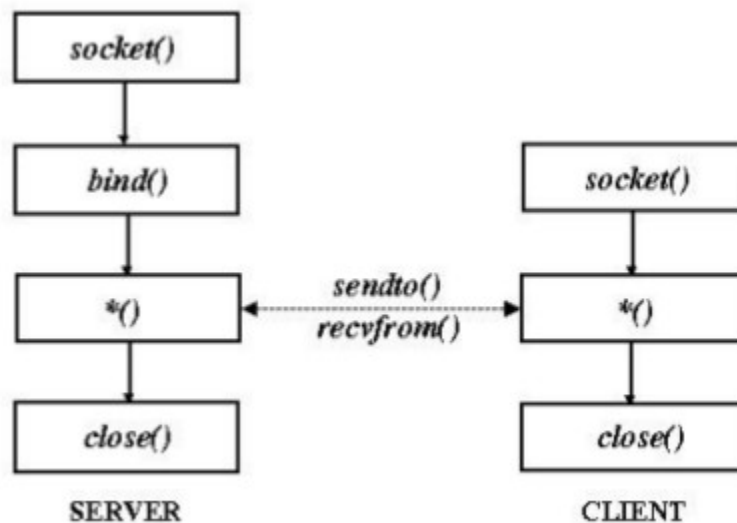 socket()
bind()
*()
close()
SERVER
sendto()
recvfrom()
socket()
*()
close()
CLIENT